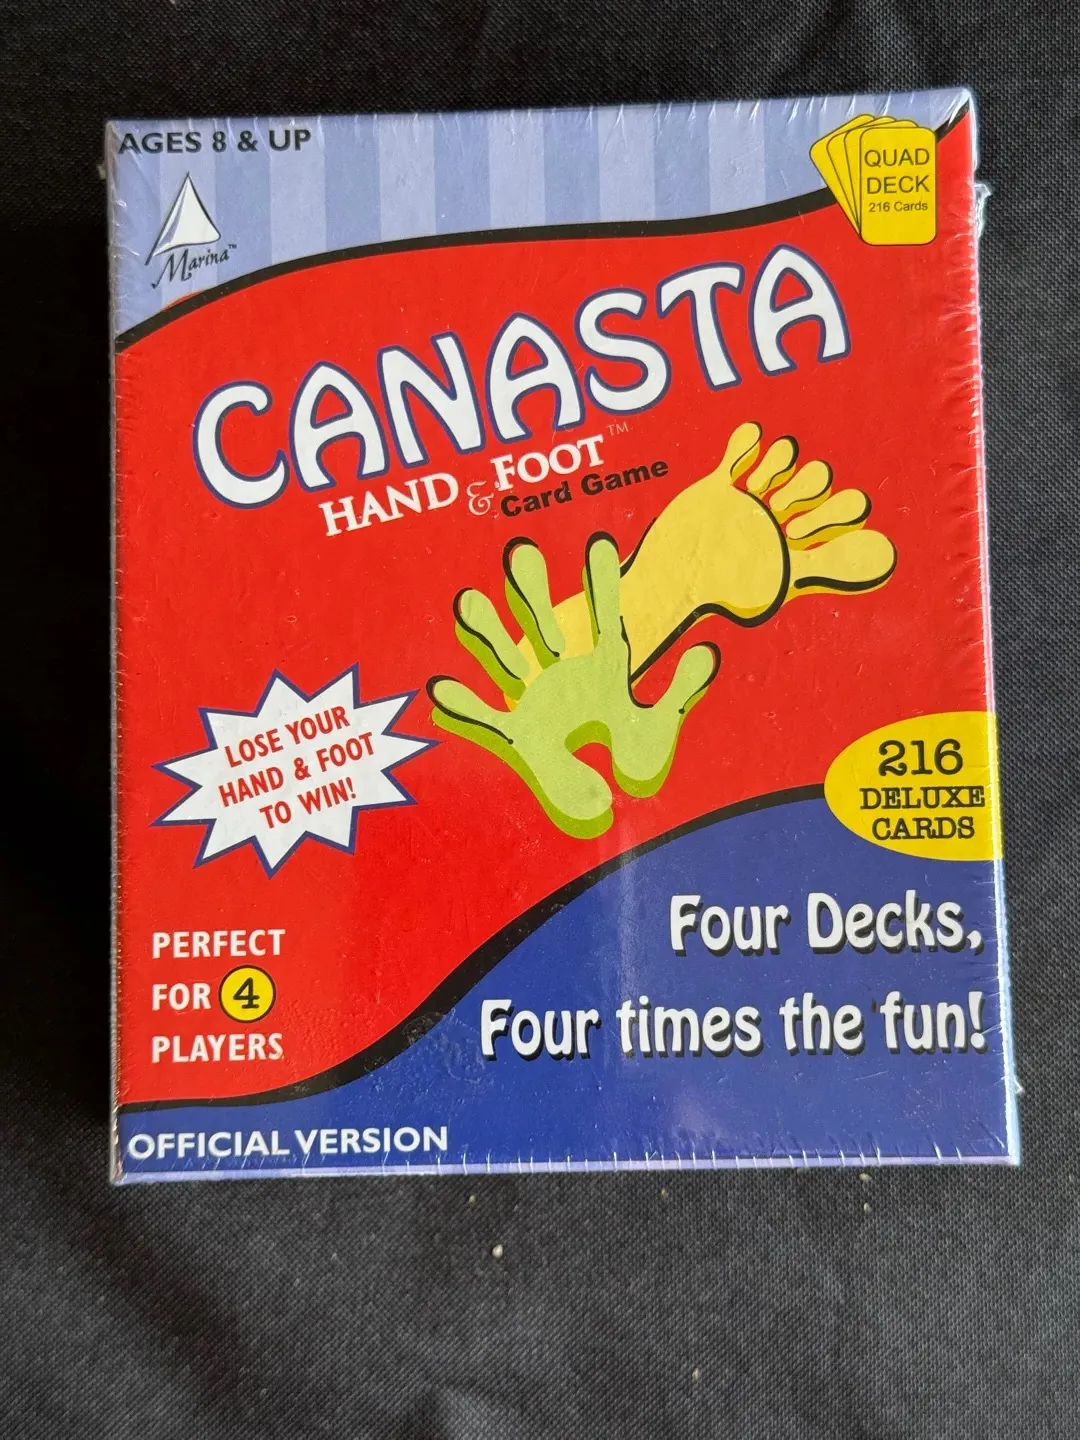 AGES 8 & UP
Marina™
QUAD
DECK
216 Cards
CANASTA
HAND & FOOT™
Card Game
LOSE YOUR
HAND & FOOT
TO WIN!
216
DELUXE
CARDS
PERFECT
FOR 4
PLAYERS
Four Decks,
Four times the fun!
OFFICIAL VERSION